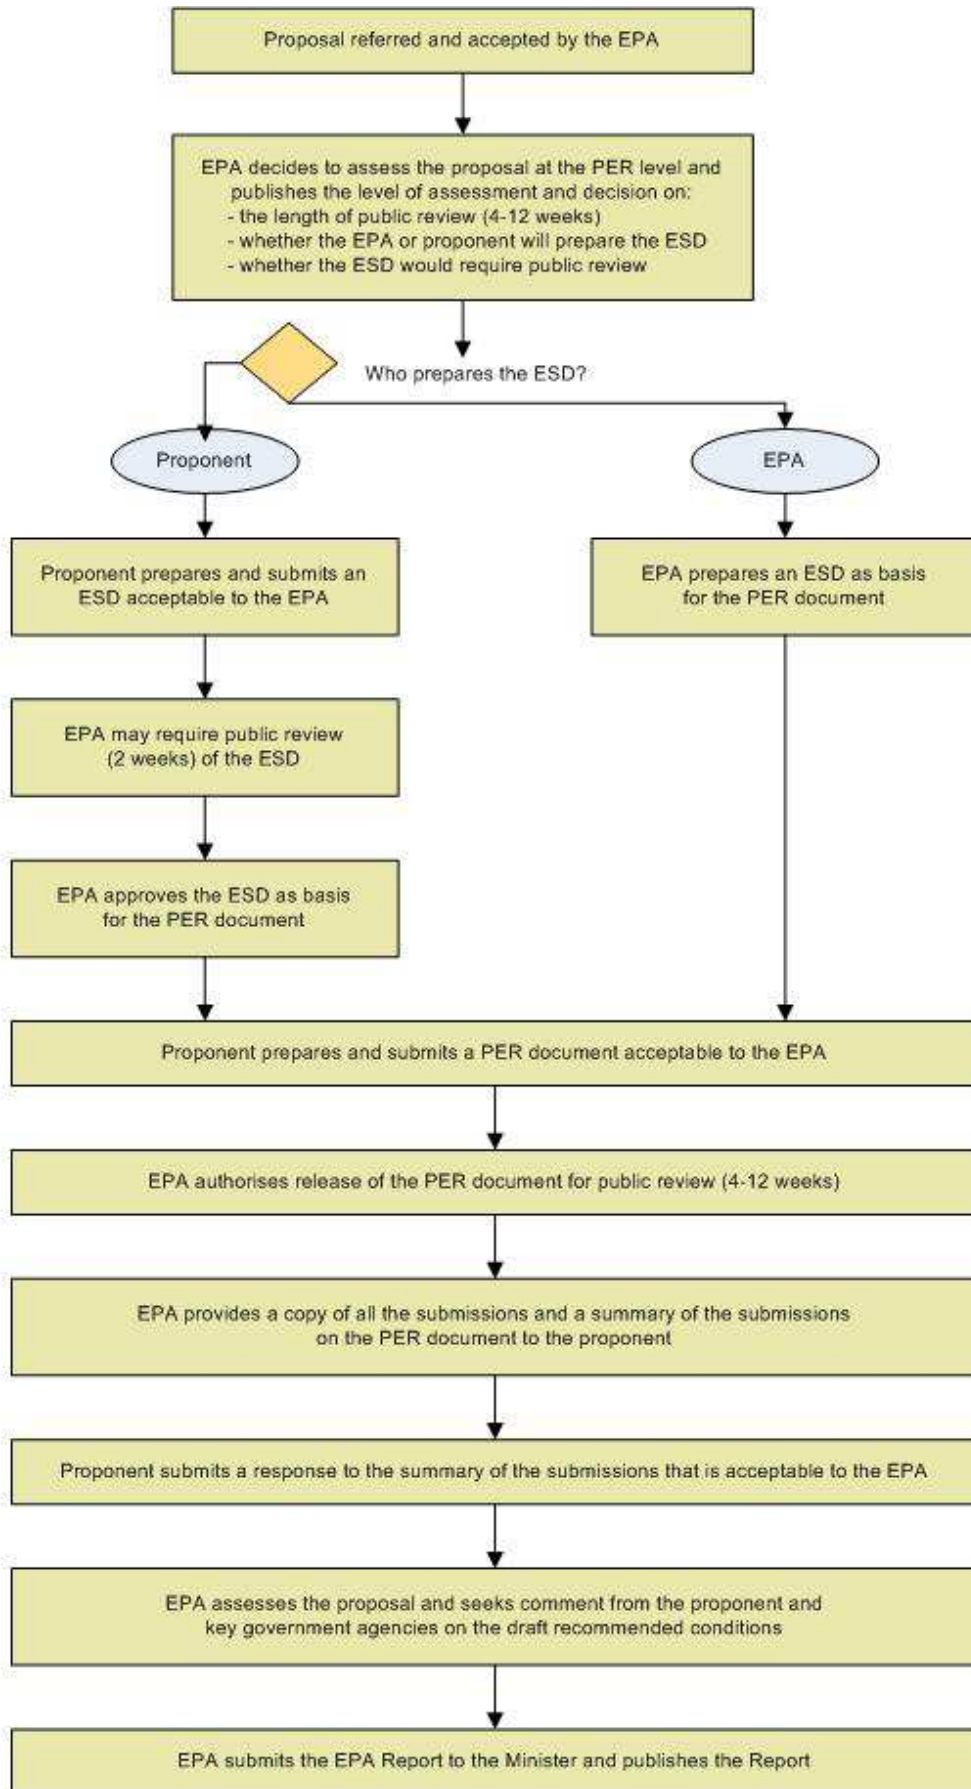 Proposal referred and accepted by the EPA
EPA decides to assess the proposal at the PER level and
publishes the level of assessment and decision on:
- the length of public review (4-12 weeks)
- whether the EPA or proponent will prepare the ESD
- whether the ESD would require public review
Who prepares the ESD?
Proponent
EPA
Proponent prepares and submits an
ESD acceptable to the EPA
EPA prepares an ESD as basis
for the PER document
EPA may require public review
(2 weeks) of the ESD
EPA approves the ESD as basis
for the PER document
Proponent prepares and submits a PER document acceptable to the EPA
EPA authorises release of the PER document for public review (4-12 weeks)
EPA provides a copy of all the submissions and a summary of the submissions
on the PER document to the proponent
Proponent submits a response to the summary of the submissions that is acceptable to the EPA
EPA assesses the proposal and seeks comment from the proponent and
key government agencies on the draft recommended conditions
EPA submits the EPA Report to the Minister and publishes the Report